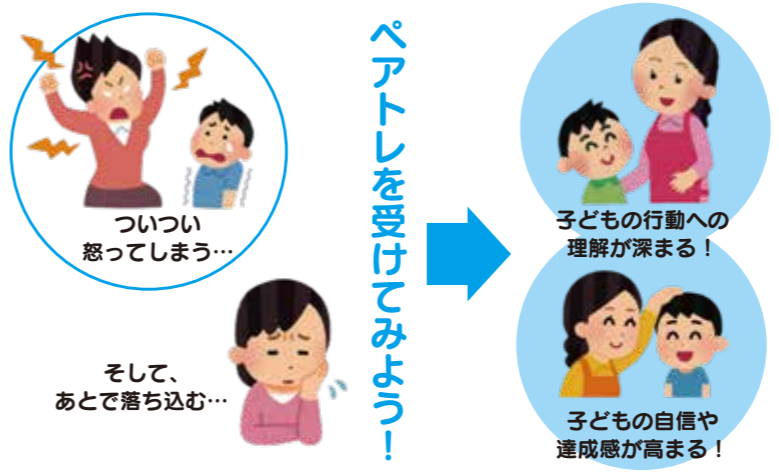 ついつい
怒ってしまう…
そして、
あとで落ち込む…
ペアトレを受けてみよう！
子どもの行動への
理解が深まる！
子どもの自信や
達成感が高まる！